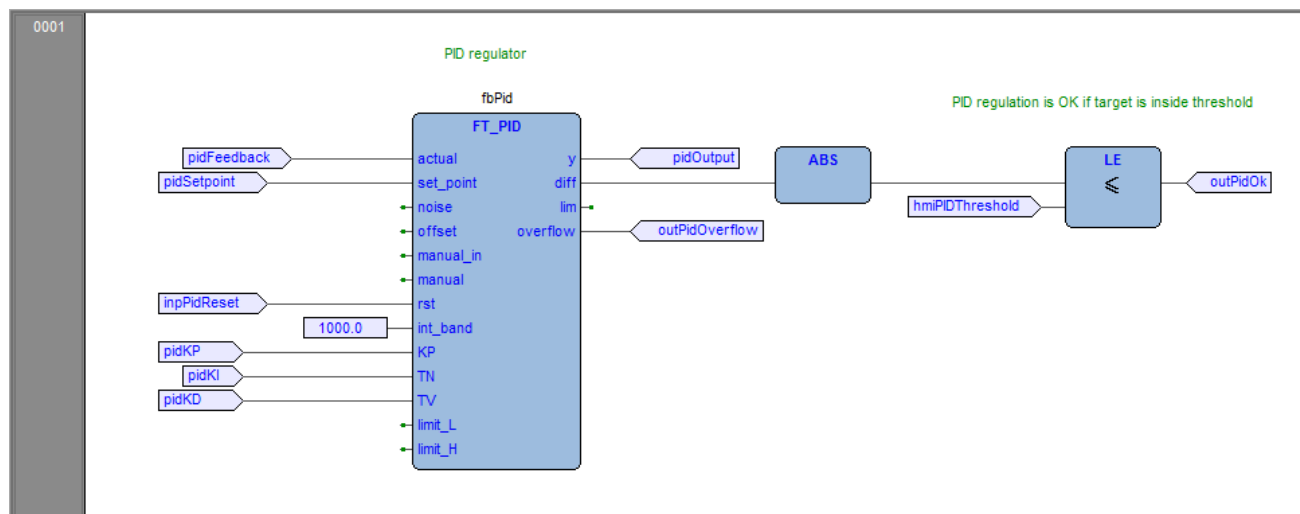 0001
PID regulator
fbPid
PID regulation is OK if target is inside threshold
FT_PID
pidFeedback actual y pidOutput ABS LE
pidSetpoint set_point diff ≤ outPidOk
noise lim hmiPIDThreshold
offset overflow outPidOverflow
manual_in
manual
inpPidReset rst
1000.0 int_band
pidKP KP
pidKI TN
pidKD TV
limit_L
limit_H